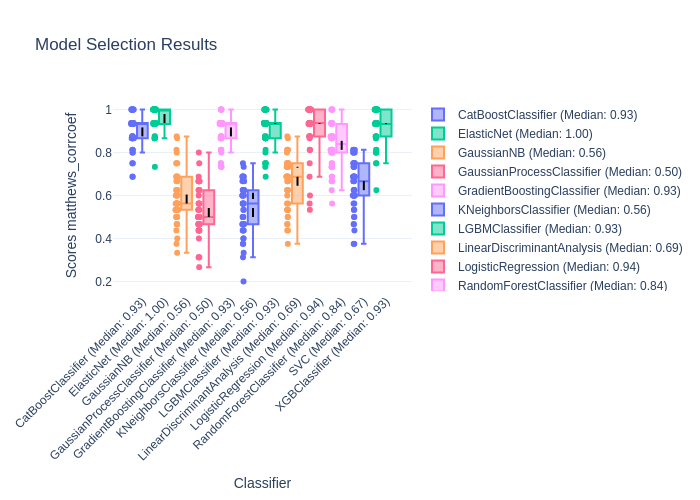 Model Selection Results
Scores matthews_corrcoef
1
0.8
0.6
0.4
0.2
CatBoostClassifier (Median: 0.93)
ElasticNet (Median: 1.00)
GaussianNB (Median: 0.56)
GaussianProcessClassifier (Median: 0.50)
GradientBoostingClassifier (Median: 0.93)
KNeighborsClassifier (Median: 0.56)
LGBMClassifier (Median: 0.93)
LinearDiscriminantAnalysis (Median: 0.69)
LogisticRegression (Median: 0.94)
RandomForestClassifier (Median: 0.84)
SVC (Median: 0.67)
XGBClassifier (Median: 0.93)
Classifier
CatBoostClassifier (Median: 0.93)
ElasticNet (Median: 1.00)
GaussianNB (Median: 0.56)
GaussianProcessClassifier (Median: 0.50)
GradientBoostingClassifier (Median: 0.93)
KNeighborsClassifier (Median: 0.56)
LGBMClassifier (Median: 0.93)
LinearDiscriminantAnalysis (Median: 0.69)
LogisticRegression (Median: 0.94)
RandomForestClassifier (Median: 0.84)